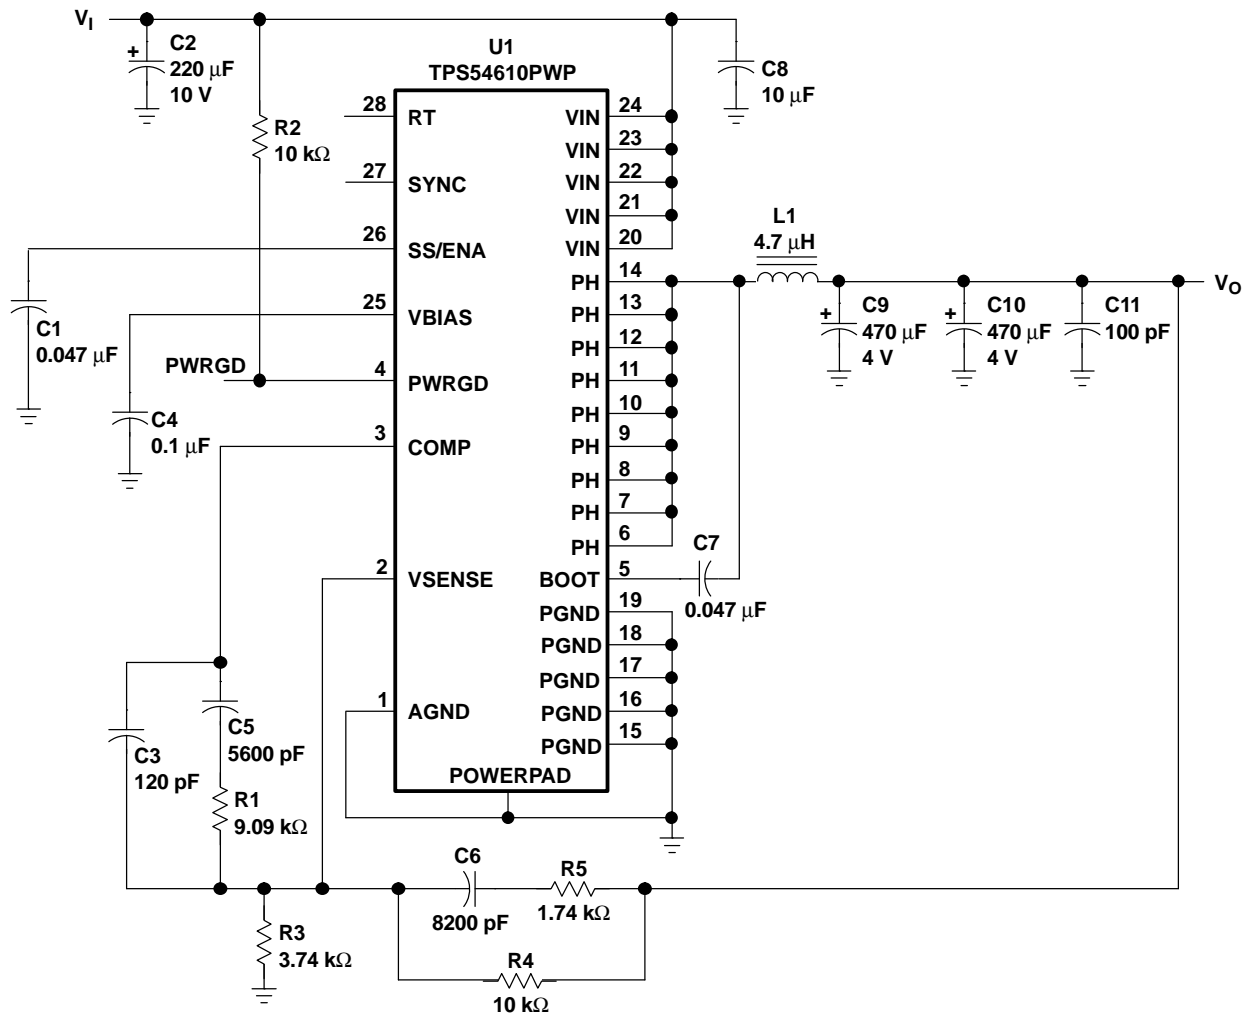 V_I
C2
+
220 μF
10 V
R2
10 kΩ
U1
TPS54610PWP
C8
10 μF
28
RT
27
SYNC
26
SS/ENA
25
VBIAS
4
PWRGD
3
COMP
2
VSENSE
1
AGND
POWERPAD
VIN
24
VIN
23
VIN
22
VIN
21
VIN
20
PH
14
PH
13
PH
12
PH
11
PH
10
PH
9
PH
8
PH
7
PH
6
BOOT
5
PGND
19
PGND
18
PGND
17
PGND
16
PGND
15
C1
0.047 μF
PWRGD
C4
0.1 μF
L1
4.7 μH
V_O
+
C9
470 μF
4 V
+
C10
470 μF
4 V
C11
100 pF
C7
0.047 μF
C3
120 pF
C5
5600 pF
R1
9.09 kΩ
R3
3.74 kΩ
C6
8200 pF
R5
1.74 kΩ
R4
10 kΩ